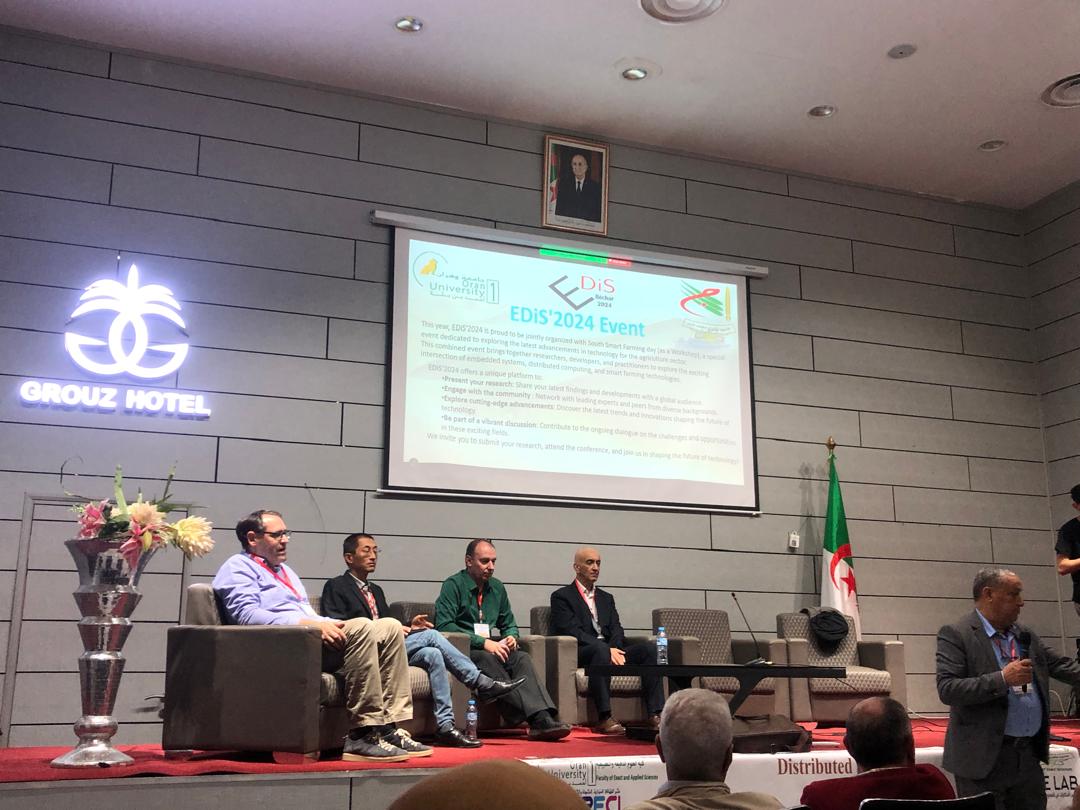 GROUZ HOTEL
Oran
University 1
EDiS
Béchar
2024
EDiS'2024 Event
This year, EDiS'2024 is proud to be jointly organized with South Smart Farming day (as a Workshop), a special
event dedicated to exploring the latest advancements in technology for the agriculture sector.
This combined event brings together researchers, developers, and practitioners to explore the exciting
intersection of embedded systems, distributed computing, and smart farming technologies.
EDiS'2024 offers a unique platform to:
•Present your research: Share your latest findings and developments with a global audience.
•Engage with the community : Network with leading experts and peers from diverse backgrounds.
•Explore cutting-edge advancements: Discover the latest trends and innovations shaping the future of
technology.
•Be part of a vibrant discussion: Contribute to the ongoing dialogue on the challenges and opportunities
in these exciting fields.
We invite you to submit your research, attend the conference, and join us in shaping the future of technology!
Oran
University 1
Faculty of Exact and Applied Sciences
Distributed
E LAB